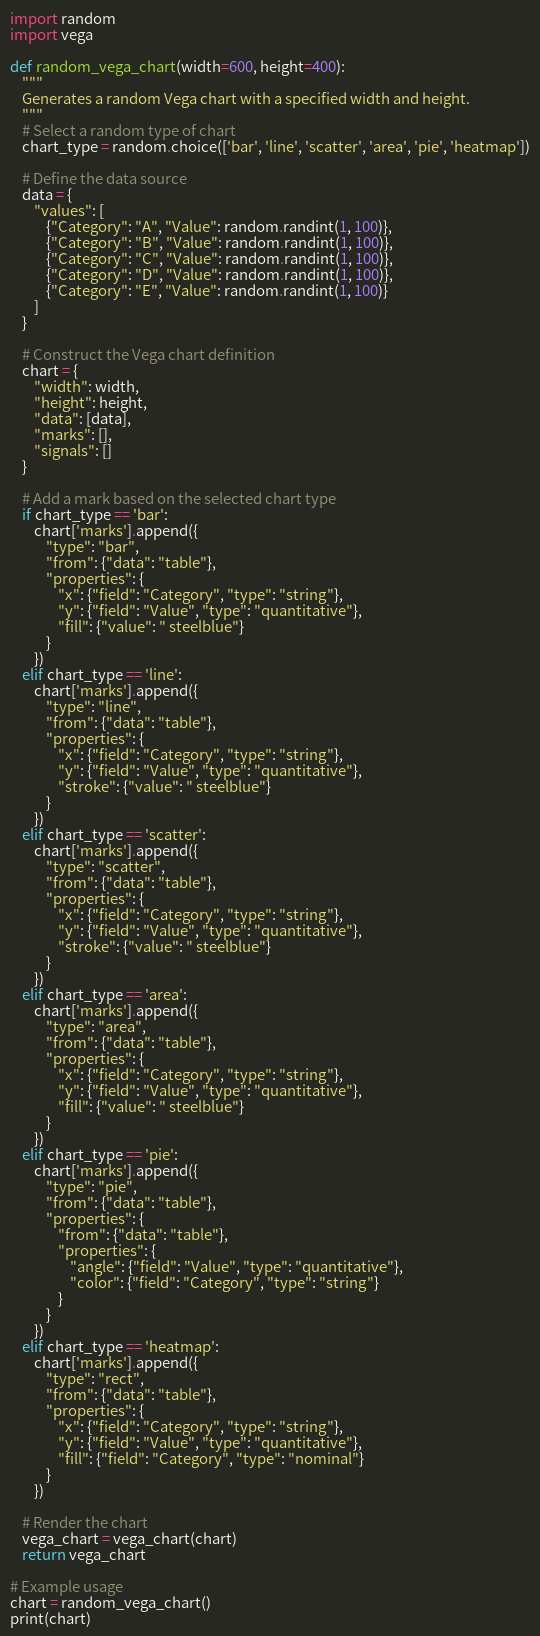 import random
import vega

def random_vega_chart(width=600, height=400):
    """
    Generates a random Vega chart with a specified width and height.
    """
    # Select a random type of chart
    chart_type = random.choice(['bar', 'line', 'scatter', 'area', 'pie', 'heatmap'])

    # Define the data source
    data = {
        "values": [
            {"Category": "A", "Value": random.randint(1, 100)},
            {"Category": "B", "Value": random.randint(1, 100)},
            {"Category": "C", "Value": random.randint(1, 100)},
            {"Category": "D", "Value": random.randint(1, 100)},
            {"Category": "E", "Value": random.randint(1, 100)}
        ]
    }

    # Construct the Vega chart definition
    chart = {
        "width": width,
        "height": height,
        "data": [data],
        "marks": [],
        "signals": []
    }

    # Add a mark based on the selected chart type
    if chart_type == 'bar':
        chart['marks'].append({
            "type": "bar",
            "from": {"data": "table"},
            "properties": {
                "x": {"field": "Category", "type": "string"},
                "y": {"field": "Value", "type": "quantitative"},
                "fill": {"value": " steelblue"}
            }
        })
    elif chart_type == 'line':
        chart['marks'].append({
            "type": "line",
            "from": {"data": "table"},
            "properties": {
                "x": {"field": "Category", "type": "string"},
                "y": {"field": "Value", "type": "quantitative"},
                "stroke": {"value": " steelblue"}
            }
        })
    elif chart_type == 'scatter':
        chart['marks'].append({
            "type": "scatter",
            "from": {"data": "table"},
            "properties": {
                "x": {"field": "Category", "type": "string"},
                "y": {"field": "Value", "type": "quantitative"},
                "stroke": {"value": " steelblue"}
            }
        })
    elif chart_type == 'area':
        chart['marks'].append({
            "type": "area",
            "from": {"data": "table"},
            "properties": {
                "x": {"field": "Category", "type": "string"},
                "y": {"field": "Value", "type": "quantitative"},
                "fill": {"value": " steelblue"}
            }
        })
    elif chart_type == 'pie':
        chart['marks'].append({
            "type": "pie",
            "from": {"data": "table"},
            "properties": {
                "from": {"data": "table"},
                "properties": {
                    "angle": {"field": "Value", "type": "quantitative"},
                    "color": {"field": "Category", "type": "string"}
                }
            }
        })
    elif chart_type == 'heatmap':
        chart['marks'].append({
            "type": "rect",
            "from": {"data": "table"},
            "properties": {
                "x": {"field": "Category", "type": "string"},
                "y": {"field": "Value", "type": "quantitative"},
                "fill": {"field": "Category", "type": "nominal"}
            }
        })

    # Render the chart
    vega_chart = vega_chart(chart)
    return vega_chart

# Example usage
chart = random_vega_chart()
print(chart)